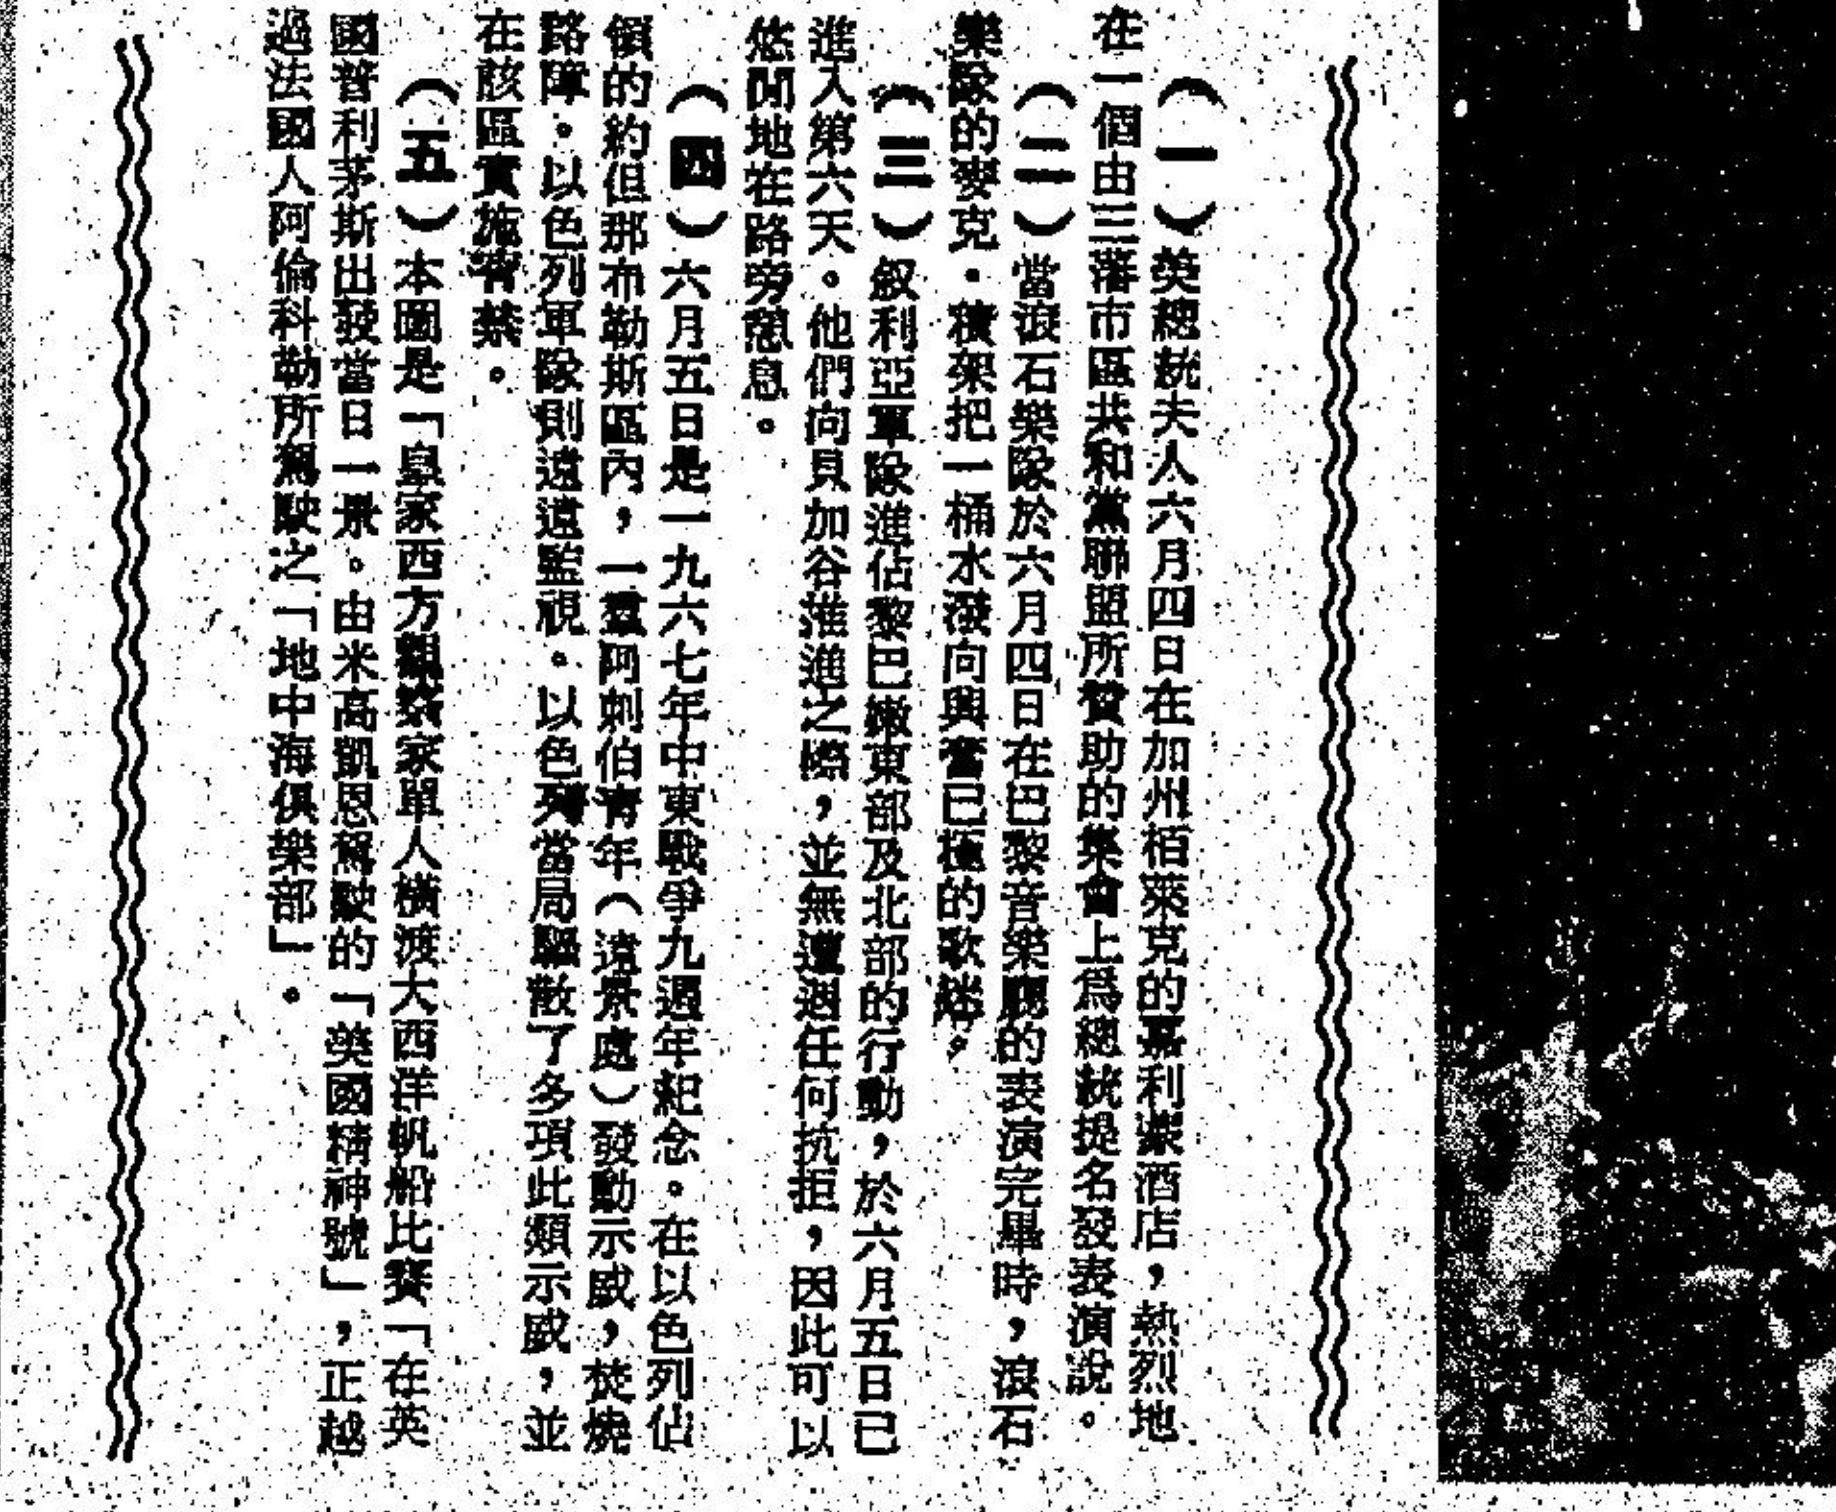 (一)美總統夫人六月四日在加州栢萊克的嘉利蒙酒店，熱烈地
在一個由三藩市區共和黨聯盟所贊助的集會上爲總統提名發表演說。
(二)當滾石樂隊於六月四日在巴黎音樂廳的表演完畢時，滾石
樂隊的麥克・積架把一桶水潑向興奮已極的歌迷。
(三)叙利亞軍隊進佔黎巴嫩東部及北部的行動，於六月五日已
進入第六天。他們向貝加谷推進之際，並無遭遇任何抗拒，因此可以
悠閒地在路旁憩息。
(四)六月五日是一九六七年中東戰爭九週年紀念。在以色列佔
領的約但那布勒斯區內，一羣阿剌伯青年(遠景處)發動示威，焚燒
路障。以色列軍隊則遠遠監視。以色列當局驅散了多項此類示威，並
在該區實施宵禁。
(五)本圖是「皇家西方觀察家單人橫渡大西洋帆船比賽「在英
國普利茅斯出發當日一景。由米高凱恩駕駛的「英國精神號」，正越
過法國人阿倫科勒所駕駛之「地中海俱樂部」。